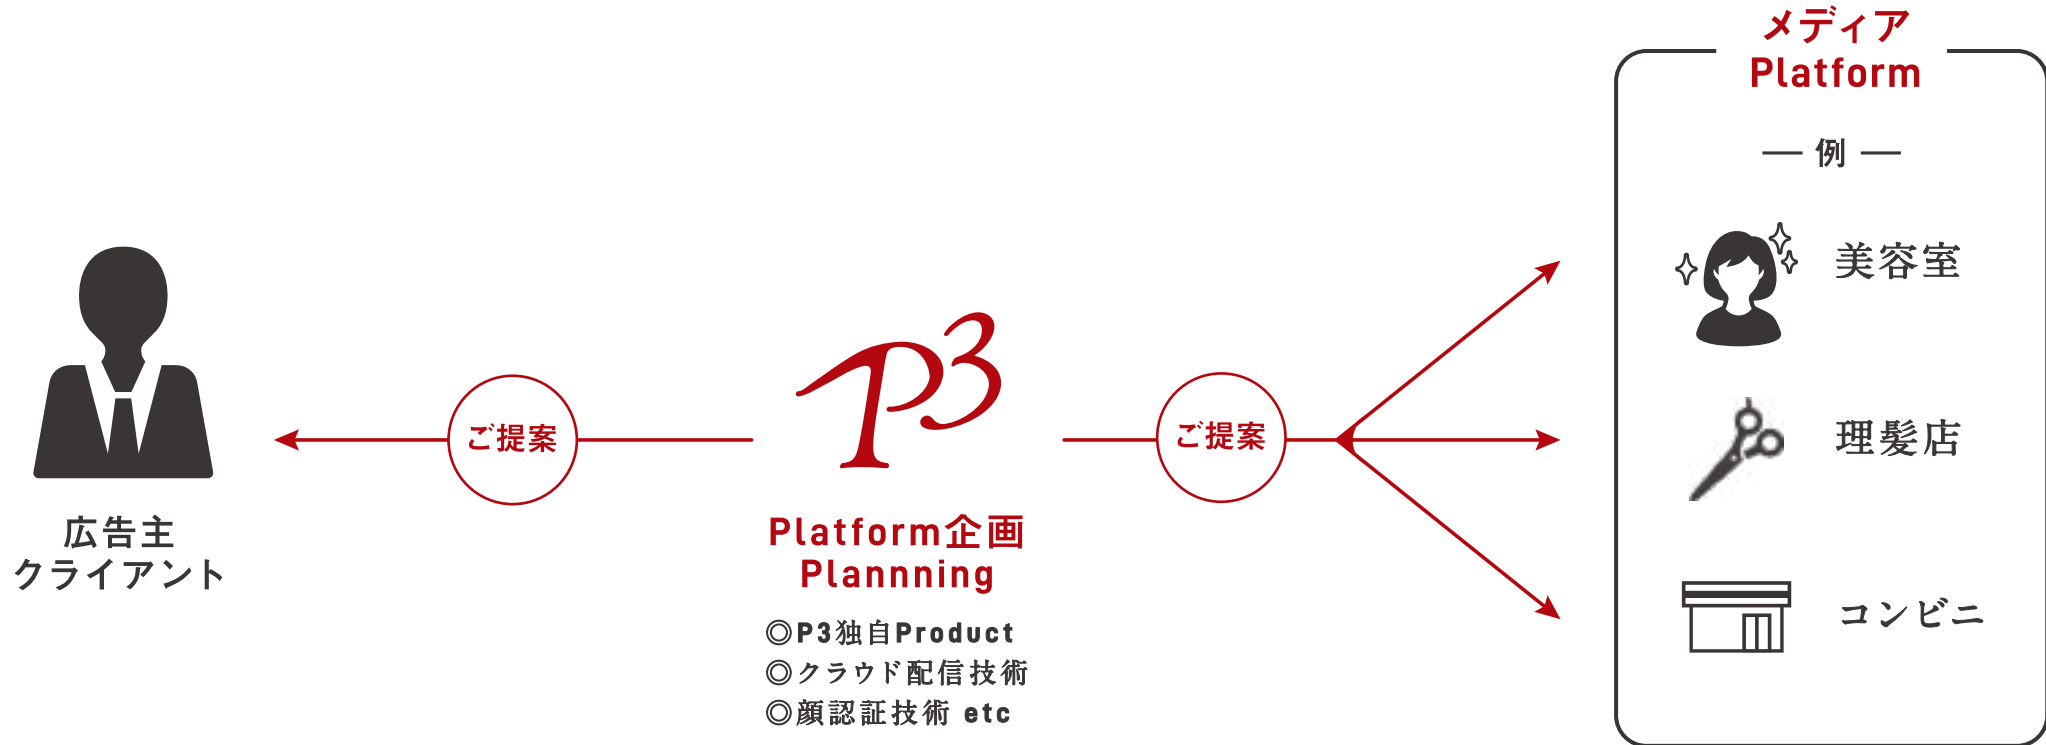 広告主
クライアント
ご提案
P3
Platform企画
Plannning
◎P3独自Product
◎クラウド配信技術
◎顔認証技術 etc
ご提案
メディア
Platform
― 例 ―
美容室
理髪店
コンビニ